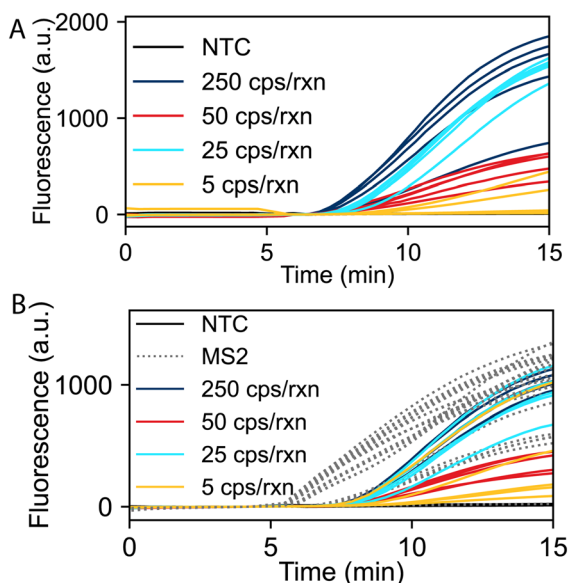 A
2000
1000
0
Fluorescence (a.u.)
NTC
250 cps/rxn
50 cps/rxn
25 cps/rxn
5 cps/rxn
0
5
10
15
Time (min)
B
1000
0
Fluorescence (a.u.)
NTC
MS2
250 cps/rxn
50 cps/rxn
25 cps/rxn
5 cps/rxn
0
5
10
15
Time (min)